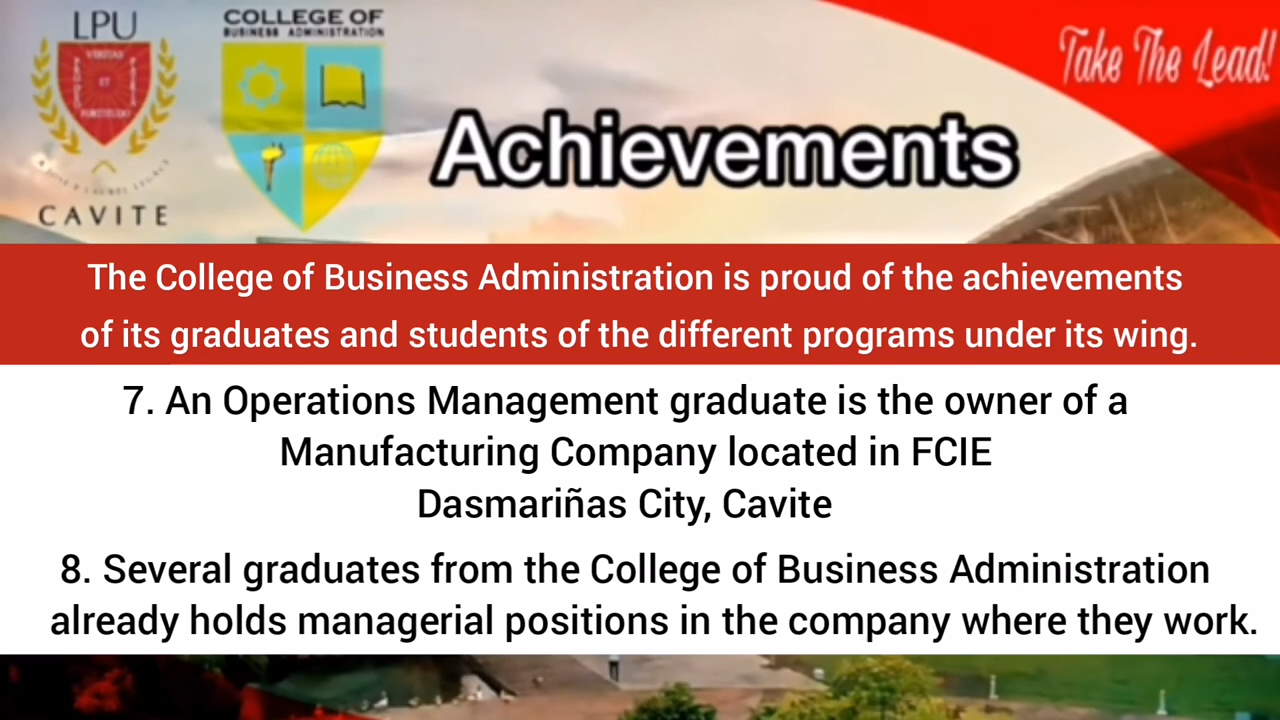 LPU
VERITAS
ET
FORTITUDO
CAVITE
COLLEGE OF
BUSINESS ADMINISTRATION
Achievements
Take The Lead!
The College of Business Administration is proud of the achievements
of its graduates and students of the different programs under its wing.
7. An Operations Management graduate is the owner of a
Manufacturing Company located in FCIE
Dasmariñas City, Cavite
8. Several graduates from the College of Business Administration
already holds managerial positions in the company where they work.